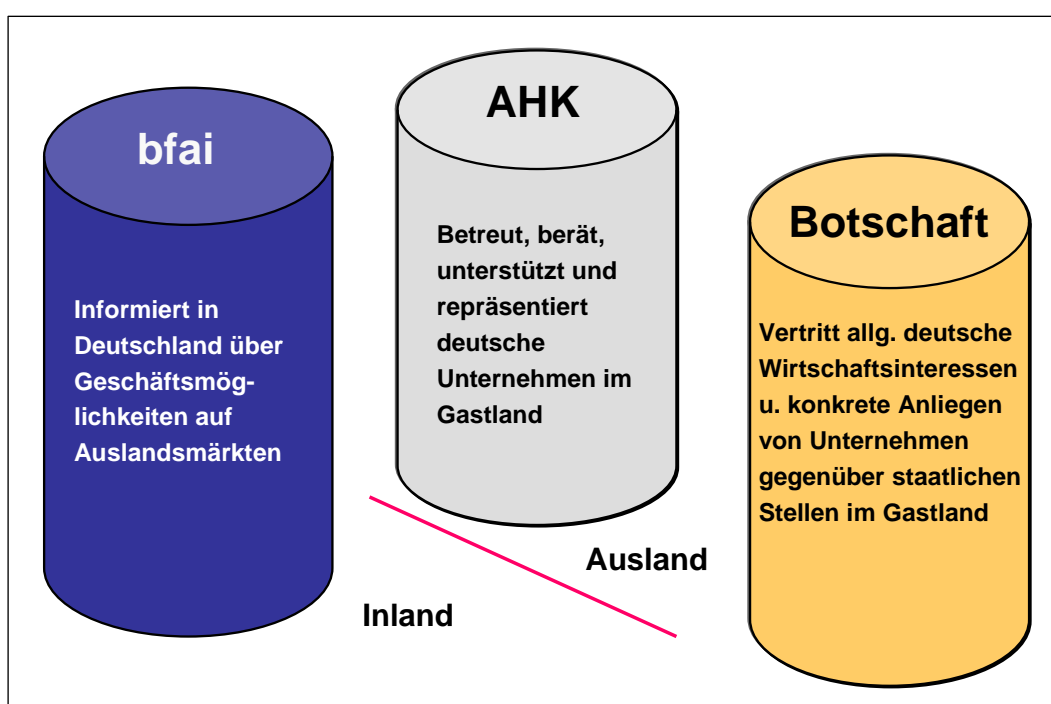 bfai
Informiert in
Deutschland über
Geschäftsmög-
lichkeiten auf
Auslandsmärkten
AHK
Betreut, berät,
unterstützt und
repräsentiert
deutsche
Unternehmen im
Gastland
Botschaft
Vertritt allg. deutsche
Wirtschaftsinteressen
u. konkrete Anliegen
von Unternehmen
gegenüber staatlichen
Stellen im Gastland
Ausland
Inland